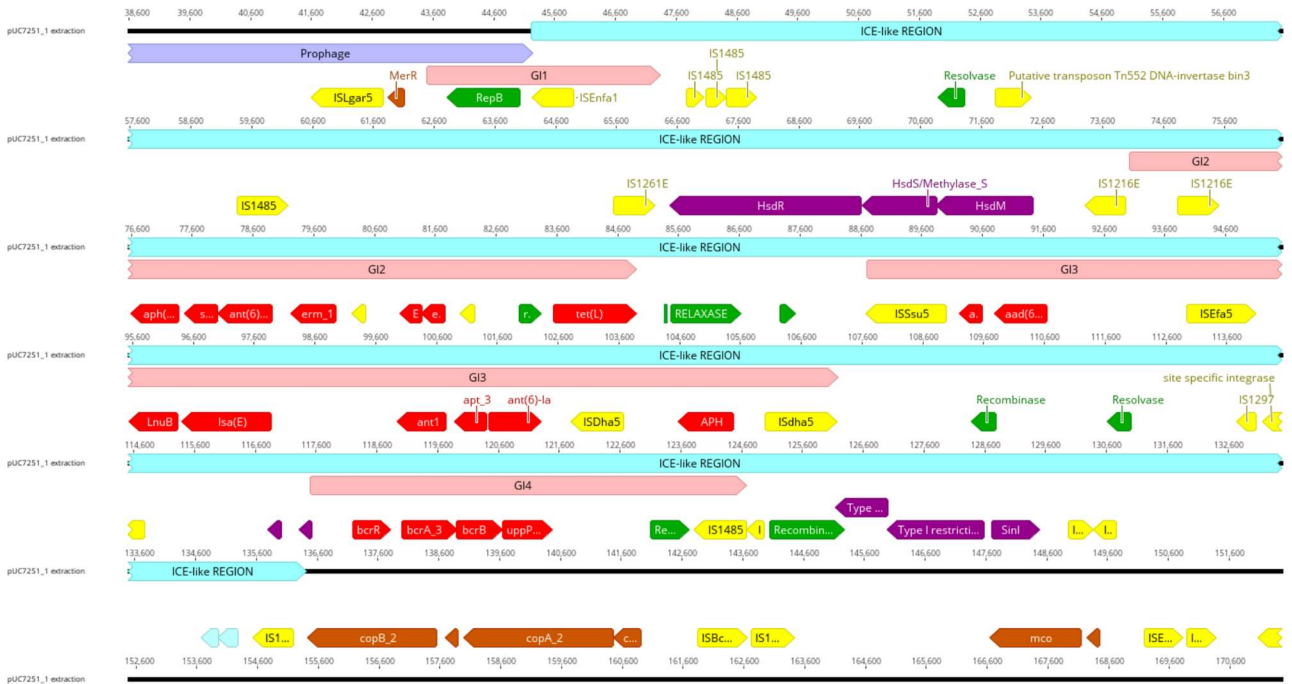 38,600 39,600 40,600 41,600 42,600 43,600 44,600 45,600 46,600 47,600 48,600 49,600 50,600 51,600 52,600 53,600 54,600 55,600 56,600
pUC7251_1 extraction ICE-like REGION
Prophage
GI1
IS1485
MerR IS1485 IS1485 Resolvase Putative transposon Tn552 DNA-invertase bin3
ISLgar5 RepB ISEnfa1
57,600 58,600 59,600 60,600 61,600 62,600 63,600 64,600 65,600 66,600 67,600 68,600 69,600 70,600 71,600 72,600 73,600 74,600 75,600
pUC7251_1 extraction ICE-like REGION
GI2
IS1261E HsdS/Methylase_S IS1216E IS1216E
IS1485 HsdR HsdM
76,600 77,600 78,600 79,600 80,600 81,600 82,600 83,600 84,600 85,600 86,600 87,600 88,600 89,600 90,600 91,600 92,600 93,600 94,600
pUC7251_1 extraction ICE-like REGION
GI2 GI3
aph(... s... ant(6)... erm_1 E e. r. tet(L) RELAXASE ISSsu5 a. aad(6... ISEfa5
95,600 96,600 97,600 98,600 99,600 100,600 101,600 102,600 103,600 104,600 105,600 106,600 107,600 108,600 109,600 110,600 111,600 112,600 113,600
pUC7251_1 extraction ICE-like REGION
GI3
site specific integrase
apt_3 ant(6)-Ia Recombinase Resolvase IS1297
LnuB lsa(E) ant1 ISDha5 APH ISdha5
114,600 115,600 116,600 117,600 118,600 119,600 120,600 121,600 122,600 123,600 124,600 125,600 126,600 127,600 128,600 129,600 130,600 131,600 132,600
pUC7251_1 extraction ICE-like REGION
GI4
Type ...
bcrR bcrA_3 bcrB uppP... Re... IS1485 I Recombin... Type I restricti... SinI I... I..
133,600 134,600 135,600 136,600 137,600 138,600 139,600 140,600 141,600 142,600 143,600 144,600 145,600 146,600 147,600 148,600 149,600 150,600 151,600
pUC7251_1 extraction ICE-like REGION
IS1... copB_2 copA_2 c... ISBc... IS1... mco ISE... I...
152,600 153,600 154,600 155,600 156,600 157,600 158,600 159,600 160,600 161,600 162,600 163,600 164,600 165,600 166,600 167,600 168,600 169,600 170,600
pUC7251_1 extraction